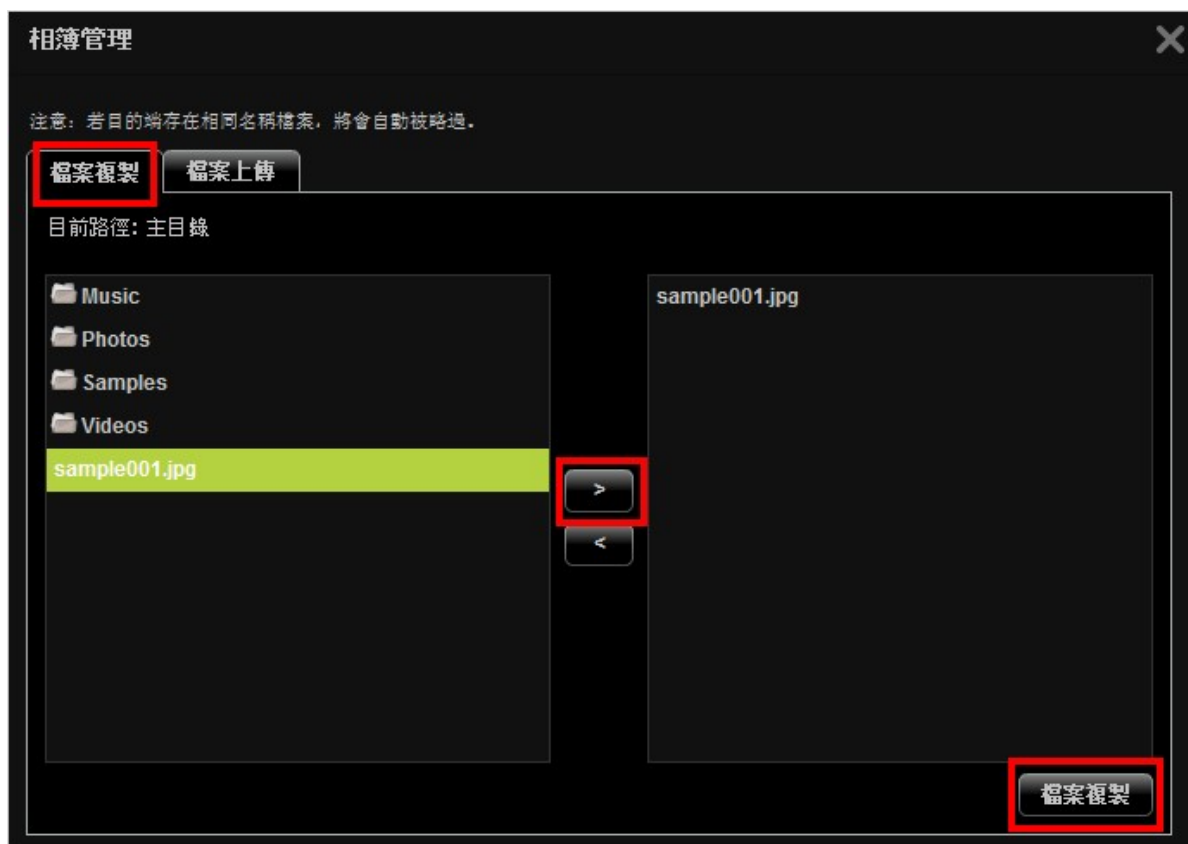 相簿管理
注意：若目的端存在相同名稱檔案，將會自動被略過。
檔案複製 檔案上傳
目前路徑: 主目錄
Music
Photos
Samples
Videos
sample001.jpg
sample001.jpg
>
<
檔案複製